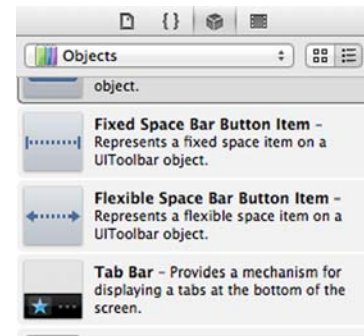 { }
Objects
object.
Fixed Space Bar Button Item –
Represents a fixed space item on a
UIToolbar object.
Flexible Space Bar Button Item –
Represents a flexible space item on a
UIToolbar object.
Tab Bar – Provides a mechanism for
displaying a tabs at the bottom of the
screen.